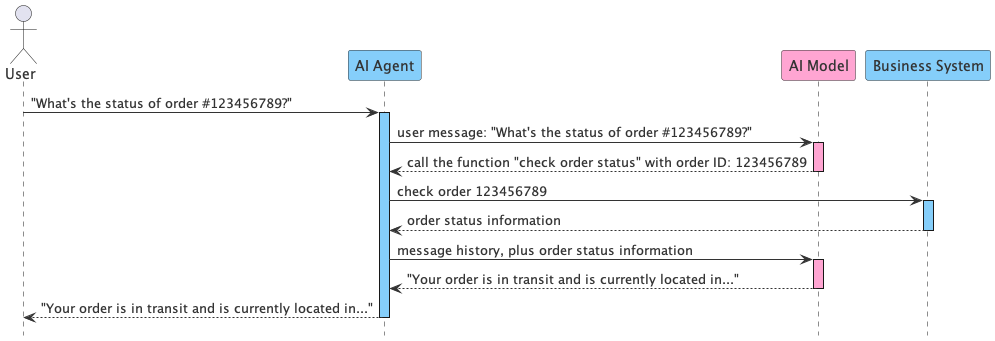 User
AI Agent
AI Model
Business System
"What's the status of order #123456789?"
user message: "What's the status of order #123456789?"
call the function "check order status" with order ID: 123456789
check order 123456789
order status information
message history, plus order status information
"Your order is in transit and is currently located in..."
"Your order is in transit and is currently located in..."